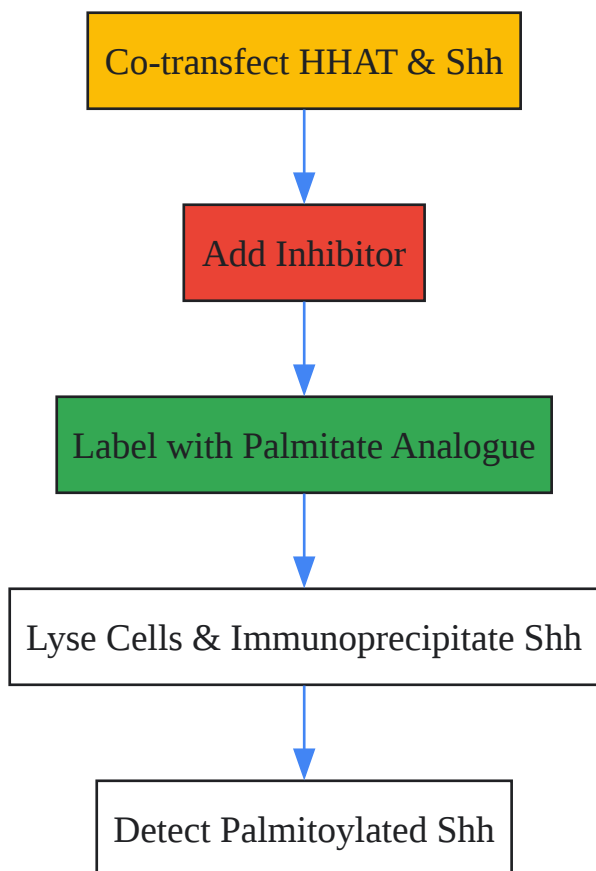 Co-transfect HHAT & Shh
Add Inhibitor
Label with Palmitate Analogue
Lyse Cells & Immunoprecipitate Shh
Detect Palmitoylated Shh